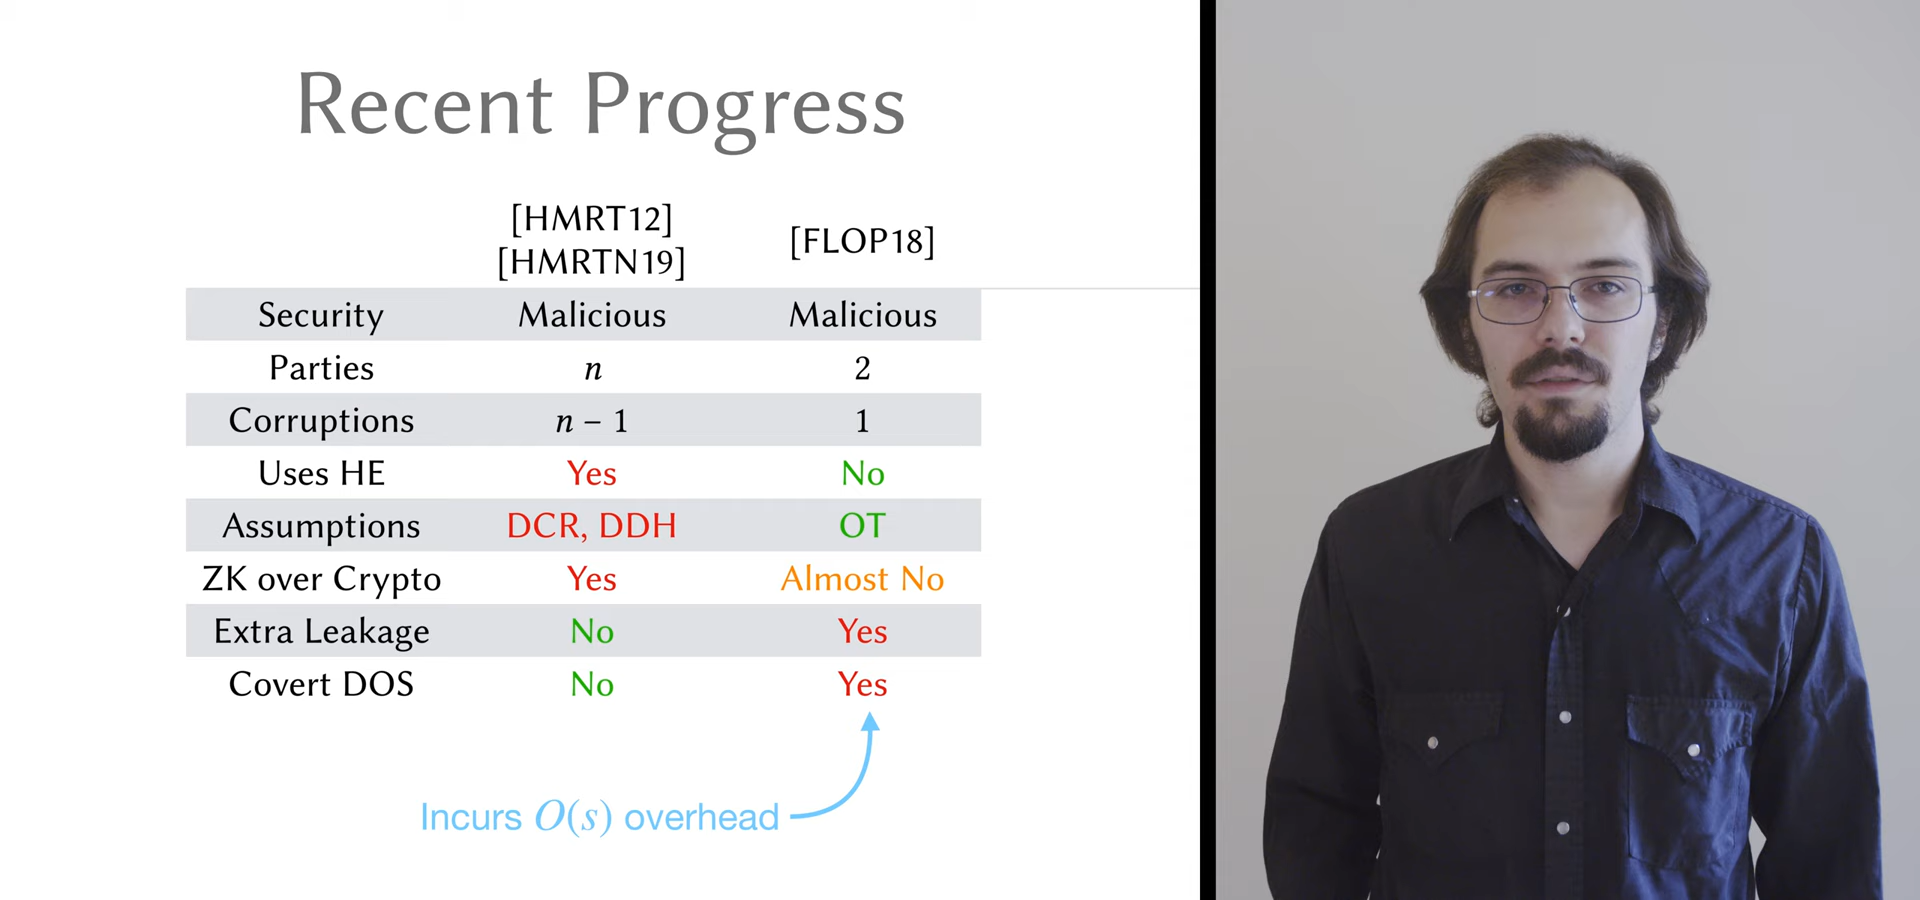 Recent Progress
[HMRT12]
[HMRTN19]
[FLOP18]
Security Malicious Malicious
Parties n 2
Corruptions n – 1 1
Uses HE Yes No
Assumptions DCR, DDH OT
ZK over Crypto Yes Almost No
Extra Leakage No Yes
Covert DOS No Yes
Incurs O(s) overhead